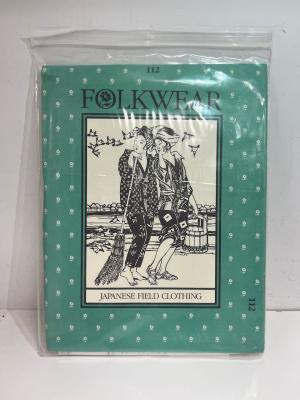 112
FOLKWEAR
JAPANESE FIELD CLOTHING
112